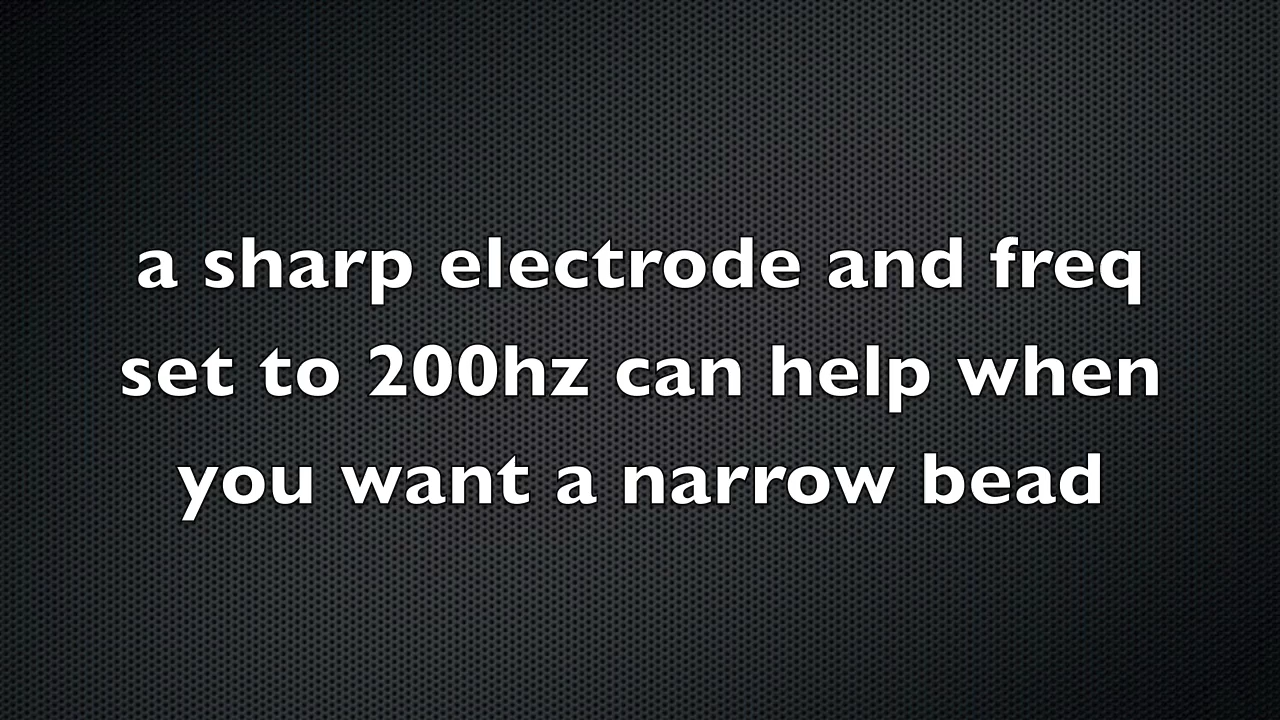 a sharp electrode and freq
set to 200hz can help when
you want a narrow bead